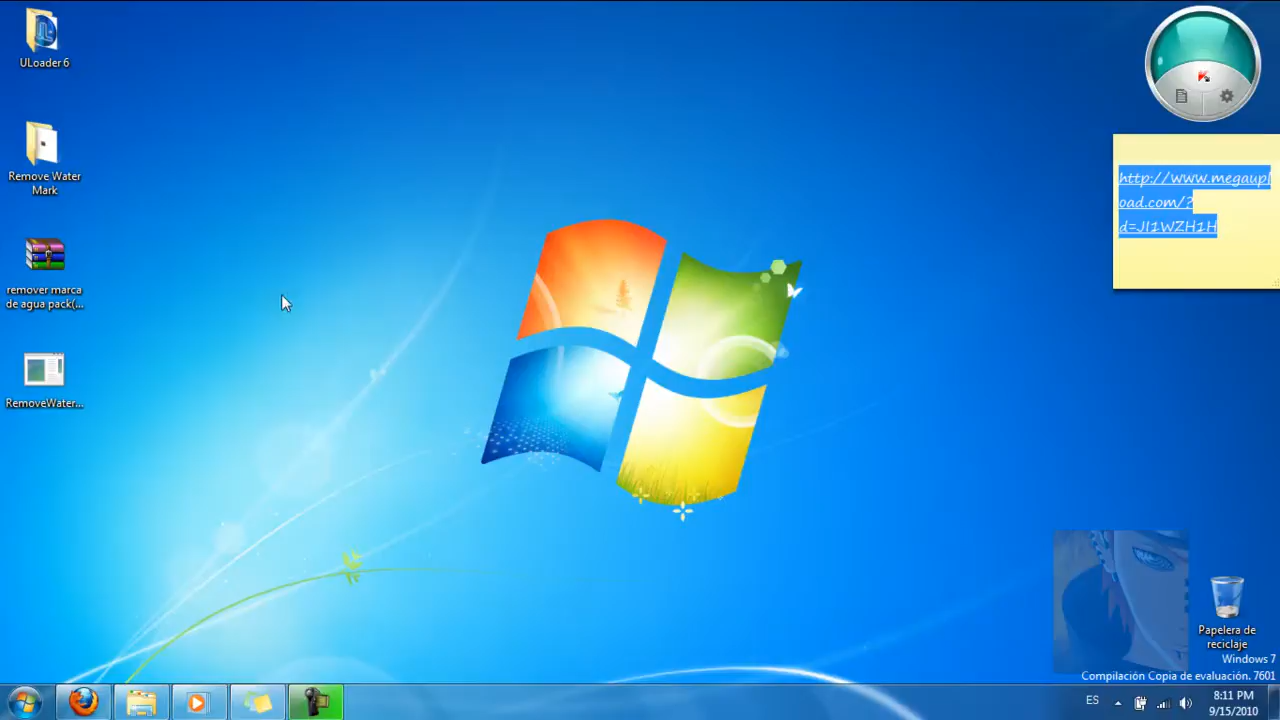 ULoader 6
Remove Water
Mark
remover marca
de agua pack(...
RemoveWater...
http://www.megaupl
oad.com/?
d=JI1WZH1H
Papelera de
reciclaje
Windows 7
Compilación Copia de evaluación. 7601
ES
8:11 PM
9/15/2010